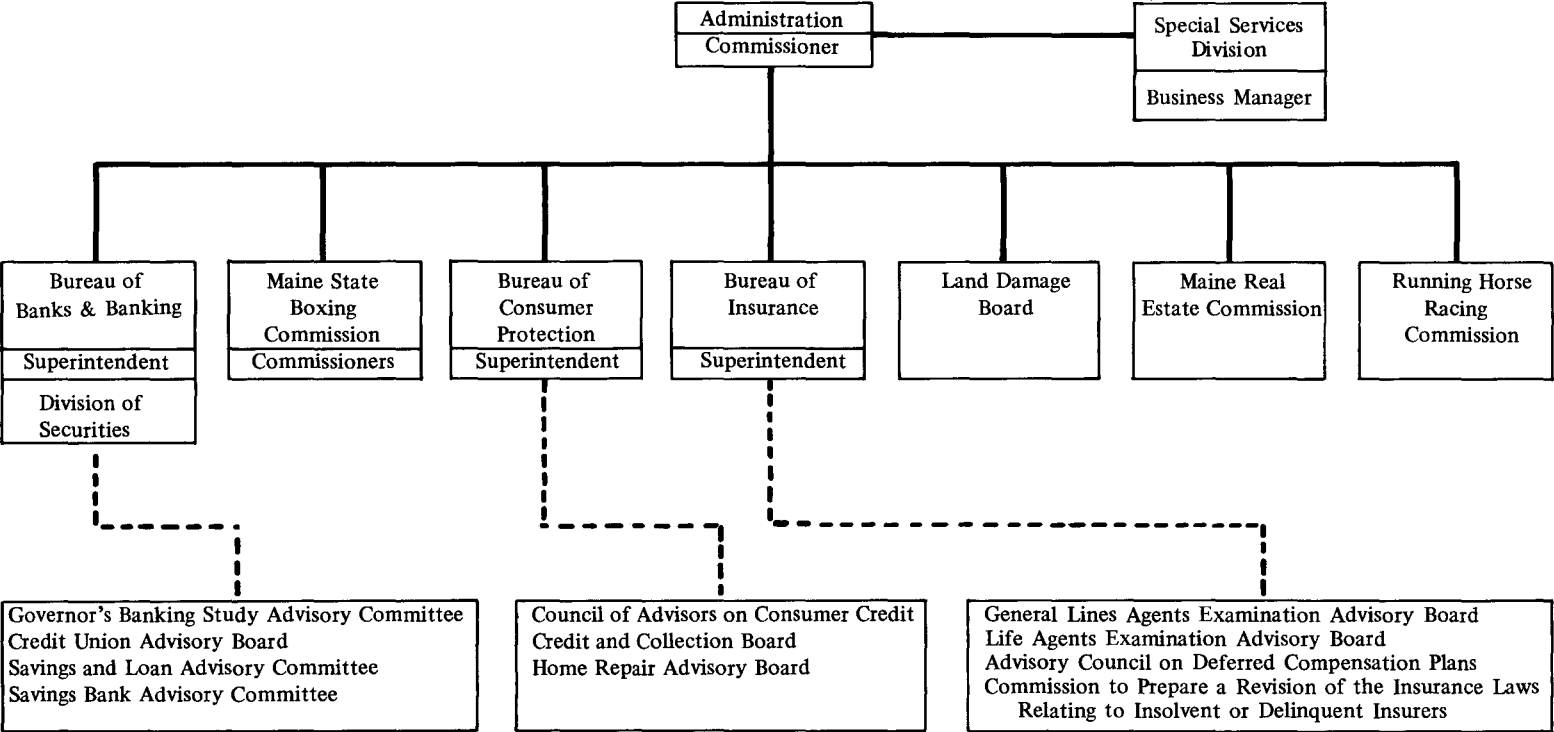 Administration
Commissioner
Special Services
Division
Business Manager
Bureau of
Banks & Banking
Superintendent
Division of
Securities
Maine State
Boxing
Commission
Commissioners
Bureau of
Consumer
Protection
Superintendent
Bureau of
Insurance
Superintendent
Land Damage
Board
Maine Real
Estate Commission
Running Horse
Racing
Commission
Governor's Banking Study Advisory Committee
Credit Union Advisory Board
Savings and Loan Advisory Committee
Savings Bank Advisory Committee
Council of Advisors on Consumer Credit
Credit and Collection Board
Home Repair Advisory Board
General Lines Agents Examination Advisory Board
Life Agents Examination Advisory Board
Advisory Council on Deferred Compensation Plans
Commission to Prepare a Revision of the Insurance Laws
Relating to Insolvent or Delinquent Insurers